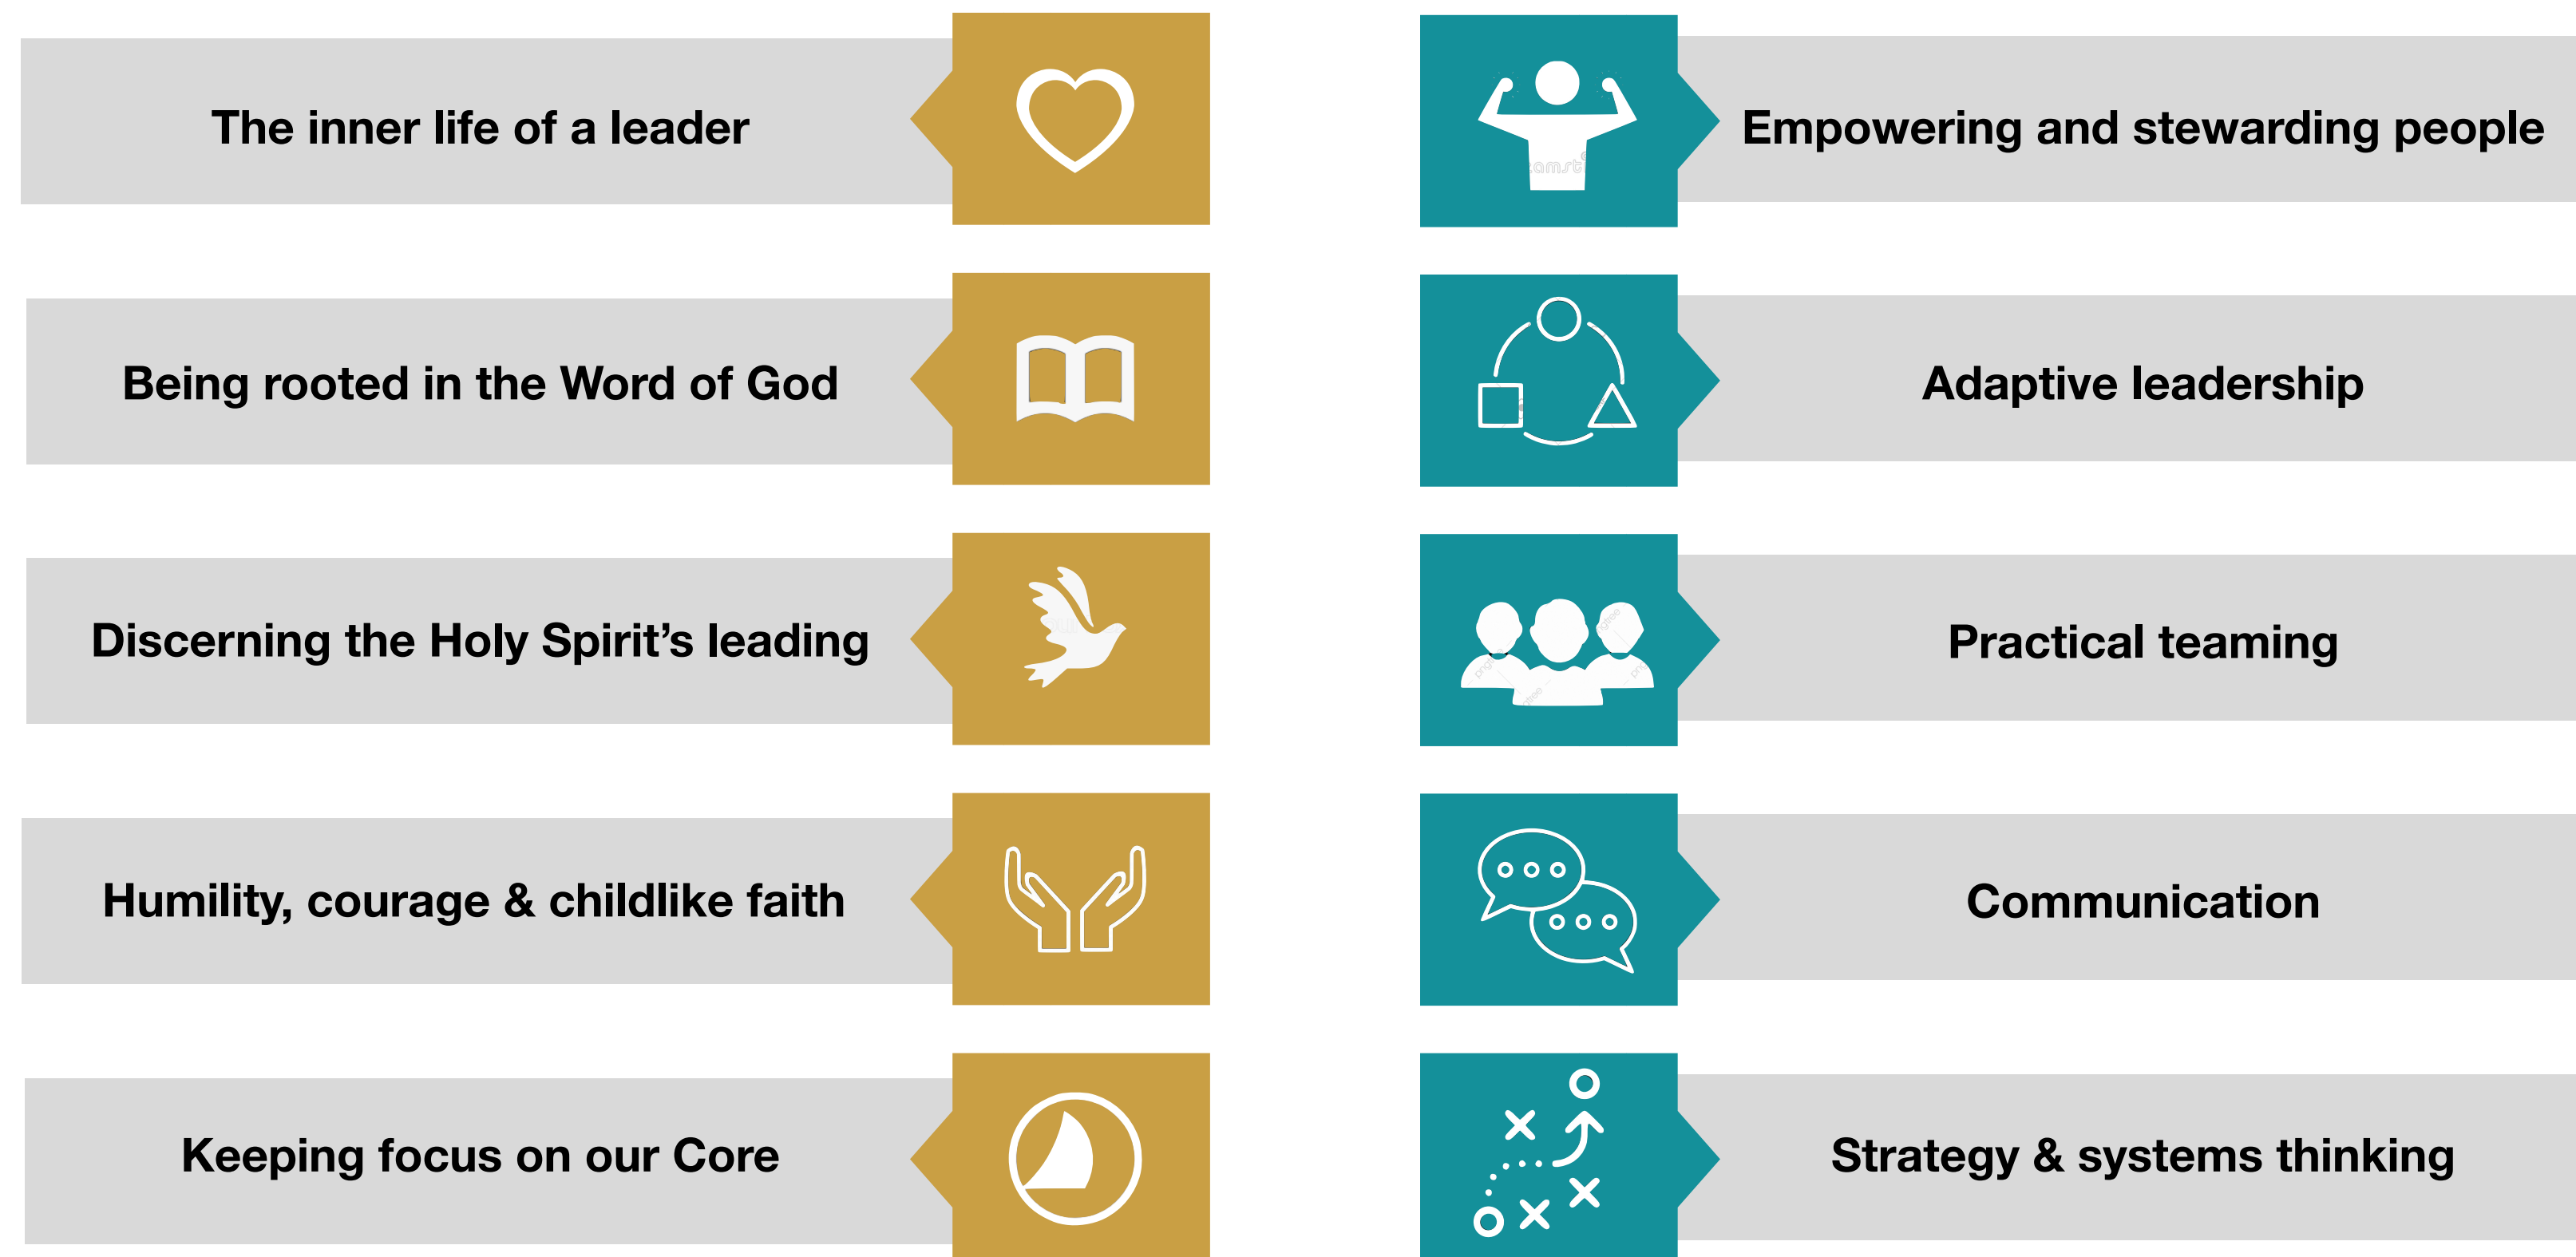 The inner life of a leader
Being rooted in the Word of God
Discerning the Holy Spirit’s leading
Humility, courage & childlike faith
Keeping focus on our Core
Empowering and stewarding people
Adaptive leadership
Practical teaming
Communication
Strategy & systems thinking